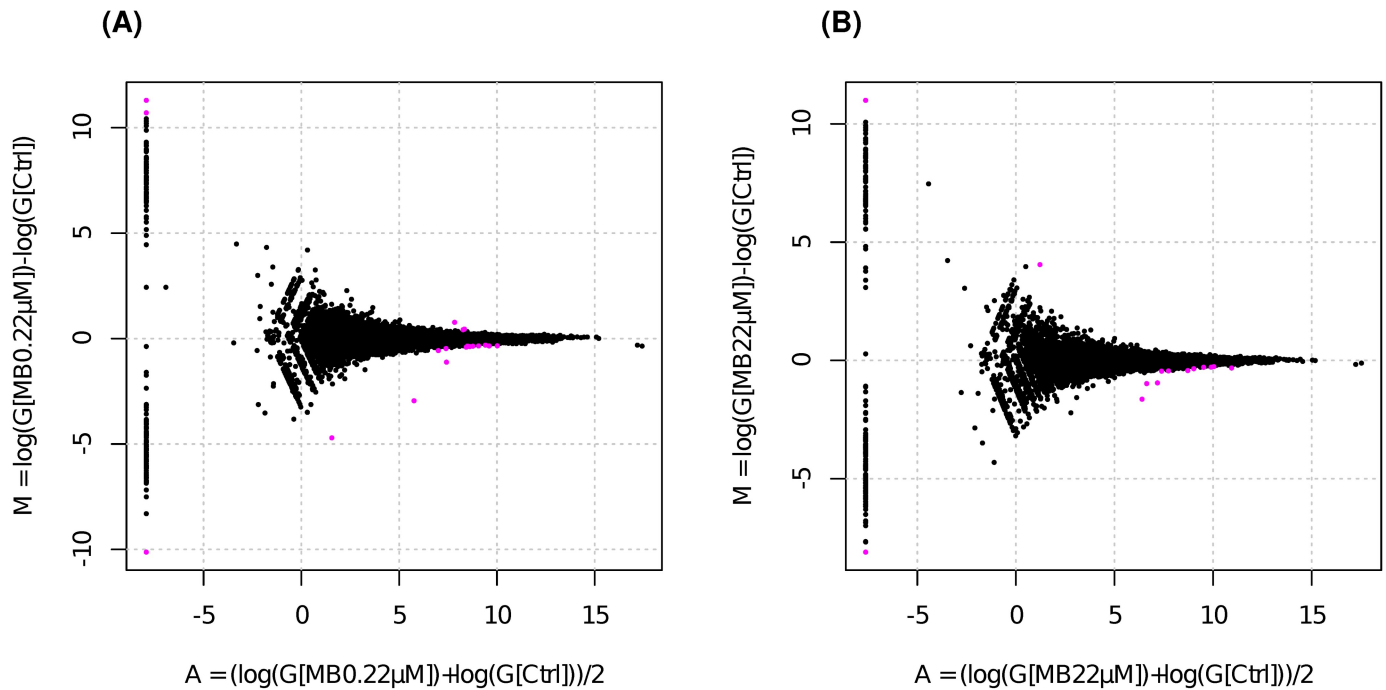 (A)
M =log(G[MB0.22µM])-log(G[Ctrl])
10
5
0
-5
-10
-5 0 5 10 15
A =(log(G[MB0.22µM])+log(G[Ctrl]))/2
(B)
M =log(G[MB22µM])-log(G[Ctrl])
10
5
0
-5
-5 0 5 10 15
A =(log(G[MB22µM])+log(G[Ctrl]))/2